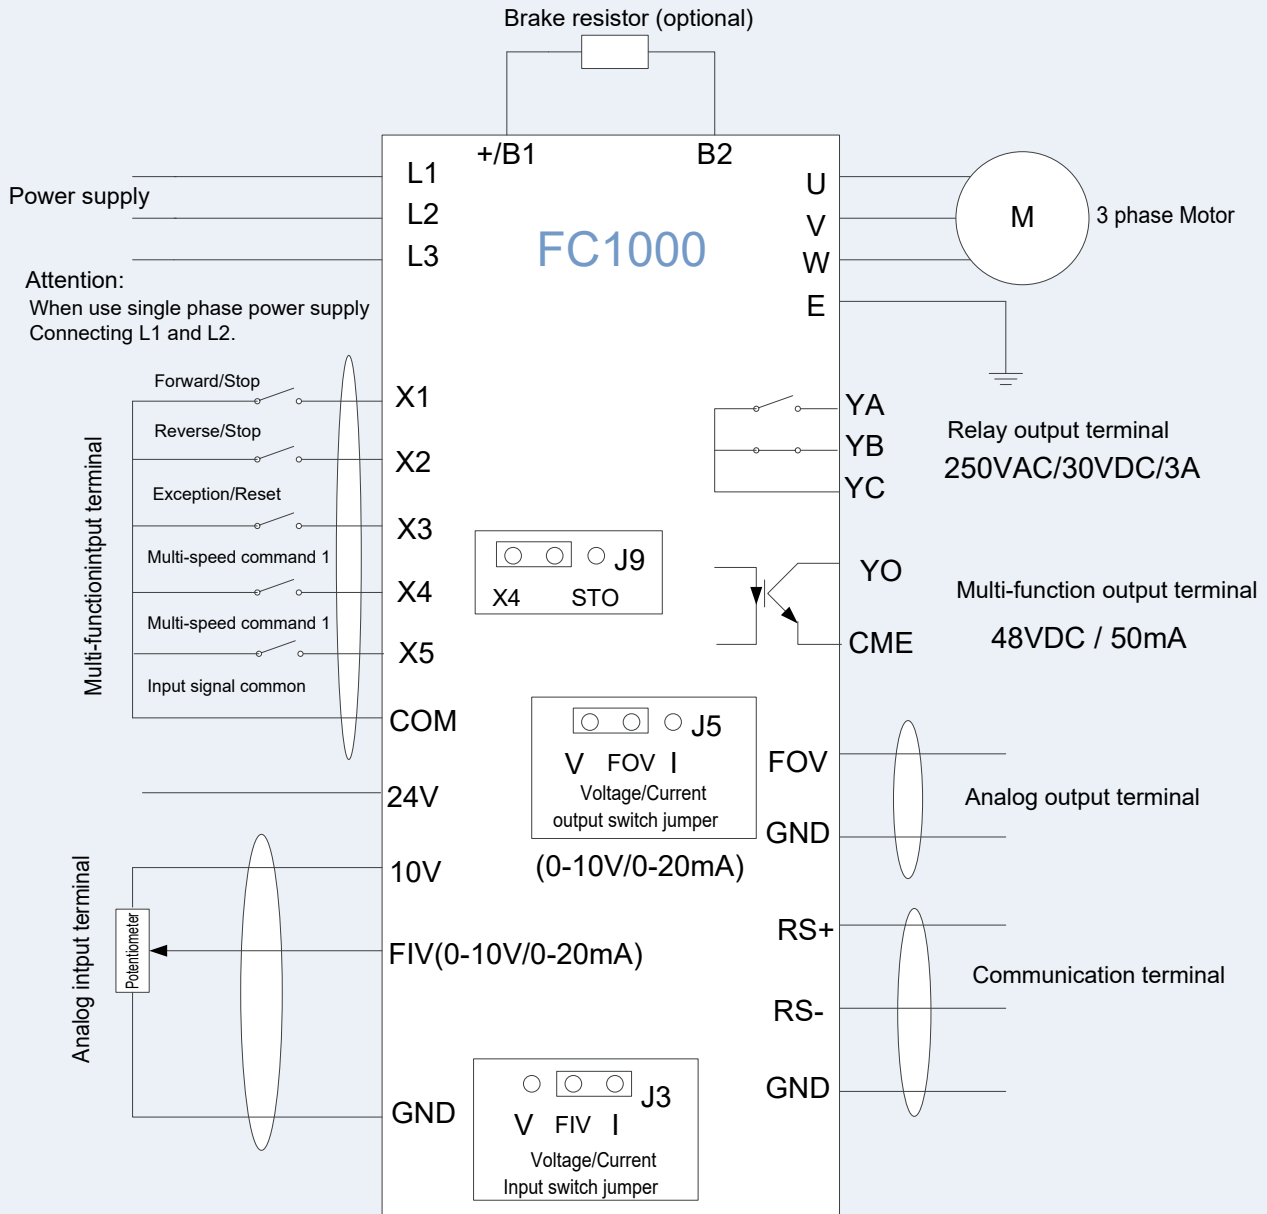 Brake resistor (optional)
+/B1
B2
L1
L2
L3
Power supply
FC1000
U
V
W
E
M
3 phase Motor
Attention:
When use single phase power supply
Connecting L1 and L2.
Multi-functionintput terminal
Forward/Stop
X1
Reverse/Stop
X2
Exception/Reset
X3
Multi-speed command 1
X4
Multi-speed command 1
X5
Input signal common
COM
24V
YA
YB
YC
Relay output terminal
250VAC/30VDC/3A
J9
X4 STO
YO
CME
Multi-function output terminal
48VDC / 50mA
J5
V FOV I
Voltage/Current
output switch jumper
(0-10V/0-20mA)
FOV
GND
Analog output terminal
Analog intput terminal
Potentiometer
10V
FIV(0-10V/0-20mA)
GND
RS+
RS-
GND
Communication terminal
J3
V FIV I
Voltage/Current
Input switch jumper